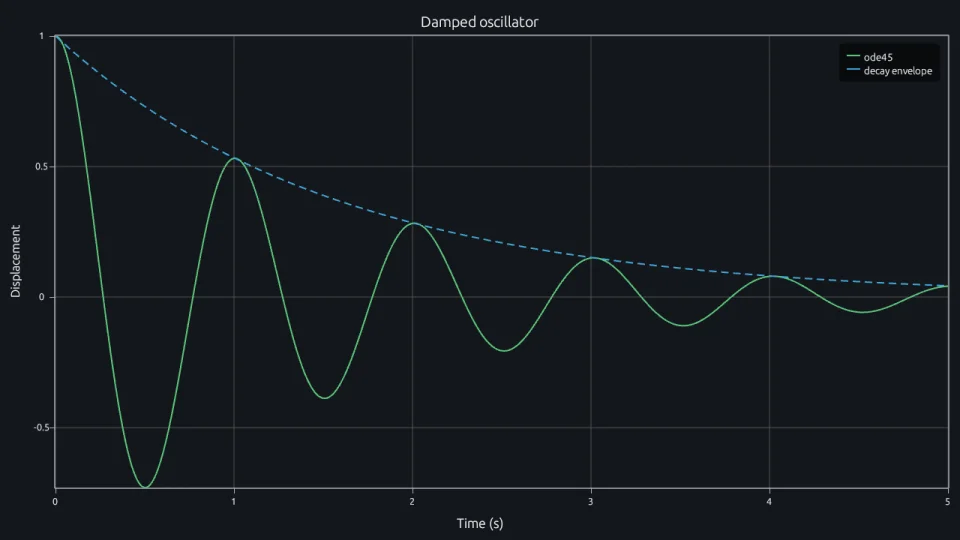 Damped oscillator
ode45
decay envelope
1
0.5
0
-0.5
Displacement
0
1
2
3
4
5
Time (s)